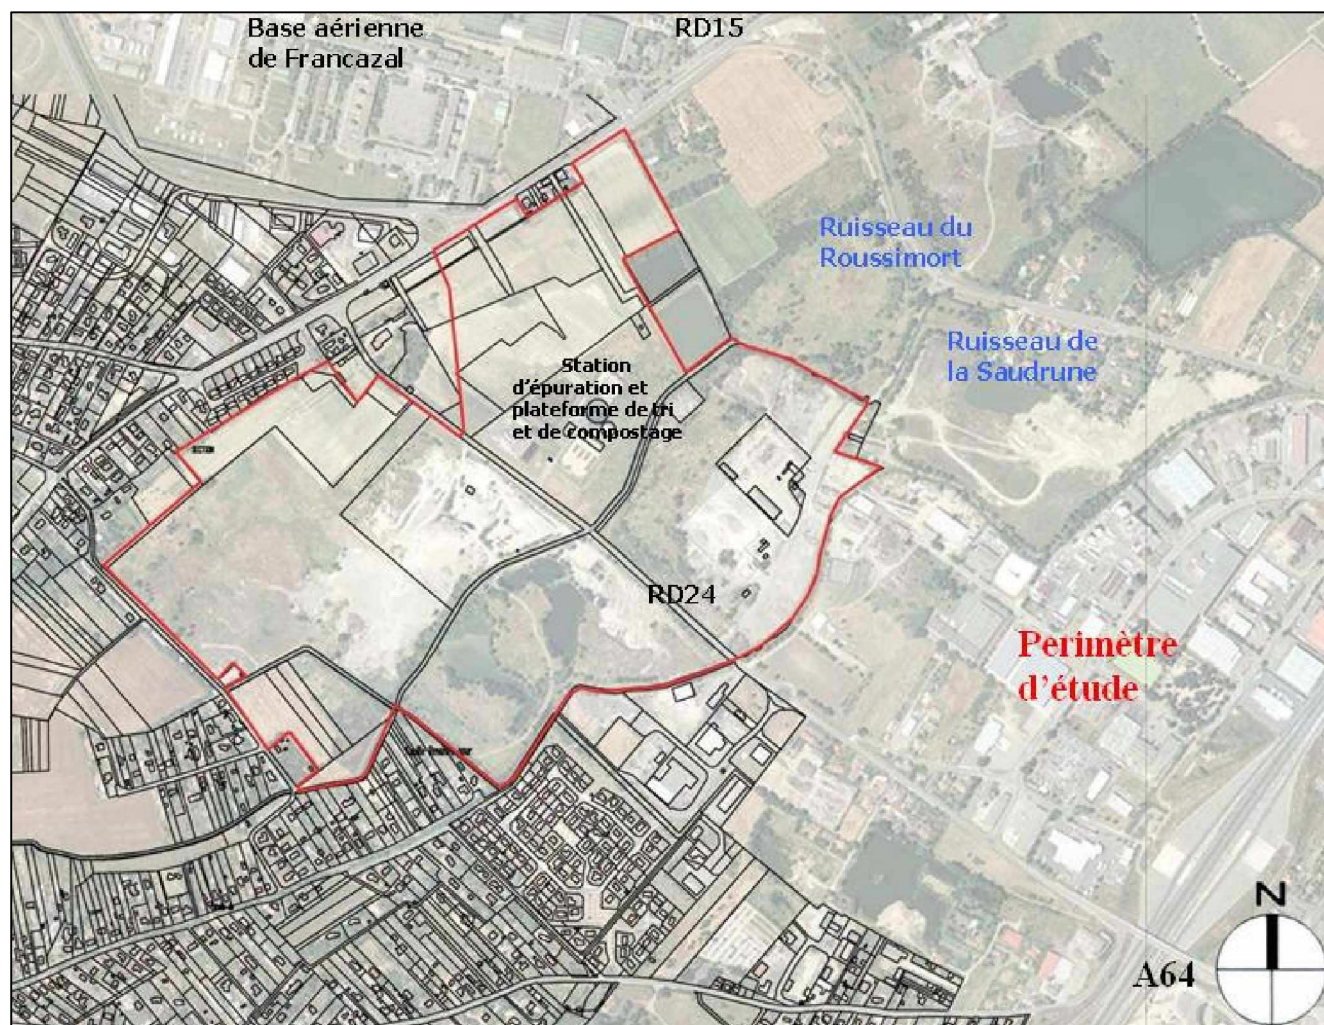 Base aérienne
de Francazal
RD15
Ruisseau du
Roussimort
Ruisseau de
la Saudrune
Station
d'épuration et
plateforme de tri
et de compostage
RD24
Perimètre
d'étude
N
A64